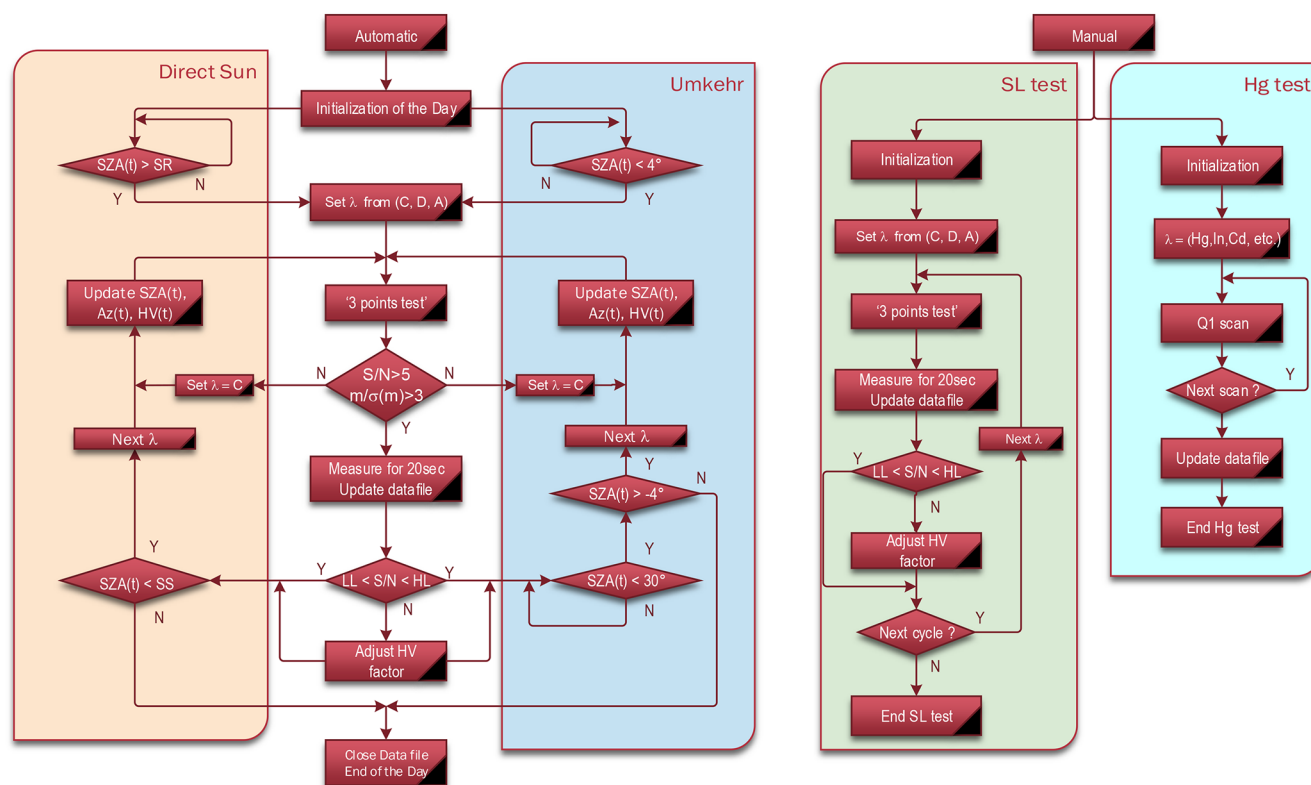 Automatic
Direct Sun
Umkehr
Initialization of the Day
SZA(t) > SR
N
Y
SZA(t) < 4°
N
Y
Set λ from (C, D, A)
Update SZA(t),
Az(t), HV(t)
'3 points test'
Update SZA(t),
Az(t), HV(t)
Set λ = C
N
S/N>5
m/σ(m)>3
N
Set λ = C
Y
Next λ
Next λ
Measure for 20sec
Update datafile
Y
SZA(t) > -4°
N
Y
SZA(t) < SS
N
Y
LL < S/N < HL
Y
N
Y
SZA(t) < 30°
N
Adjust HV
factor
Close Data file
End of the Day
Manual
SL test
Hg test
Initialization
Set λ from (C, D, A)
'3 points test'
Measure for 20sec
Update datafile
Next λ
Y
LL < S/N < HL
N
Adjust HV
factor
Next cycle ?
Y
N
End SL test
Initialization
λ = (Hg,In,Cd, etc.)
Q1 scan
Next scan ?
Y
Update datafile
End Hg test